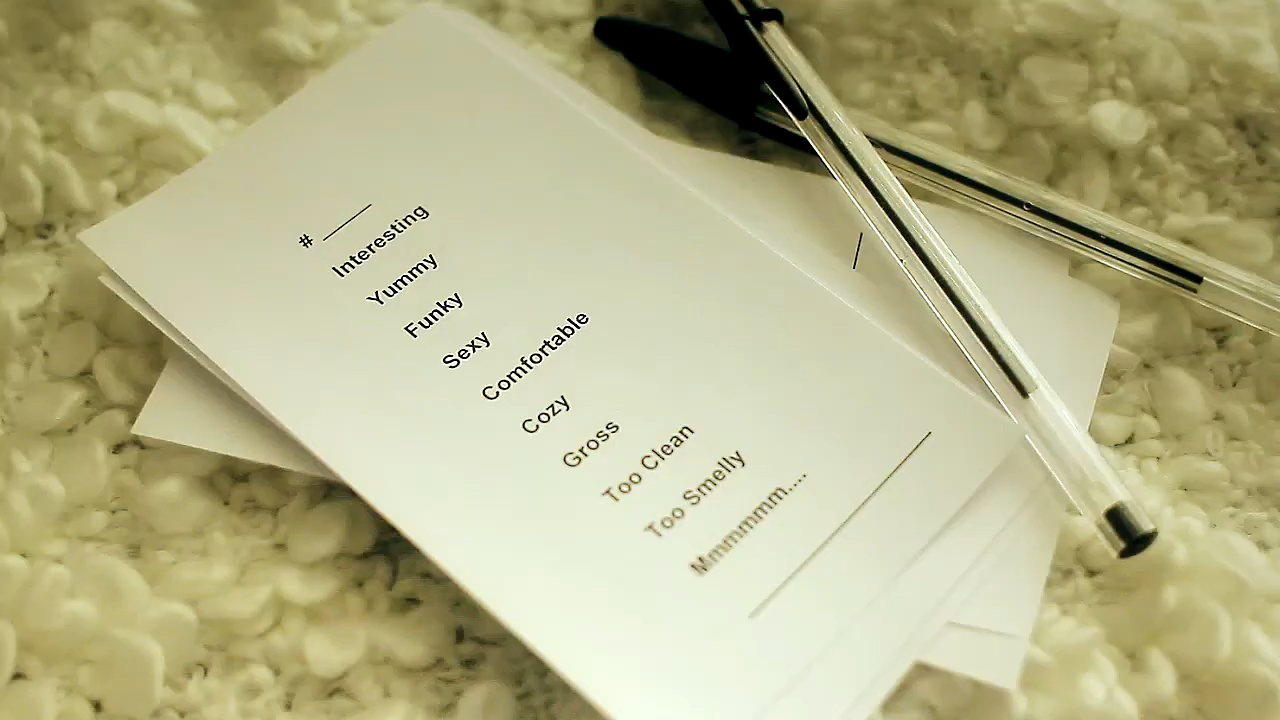 # ____
Interesting
Yummy
Funky
Sexy
Comfortable
Cozy
Gross
Too Clean
Too Smelly
Mmmmmm....